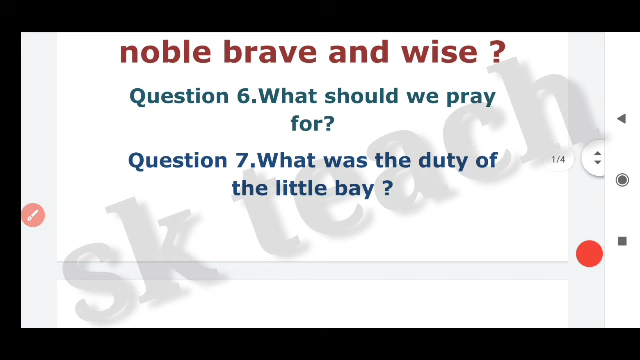 noble brave and wise ?
Question 6.What should we pray
for?
Question 7.What was the duty of
the little bay ?
1/4
sk teach